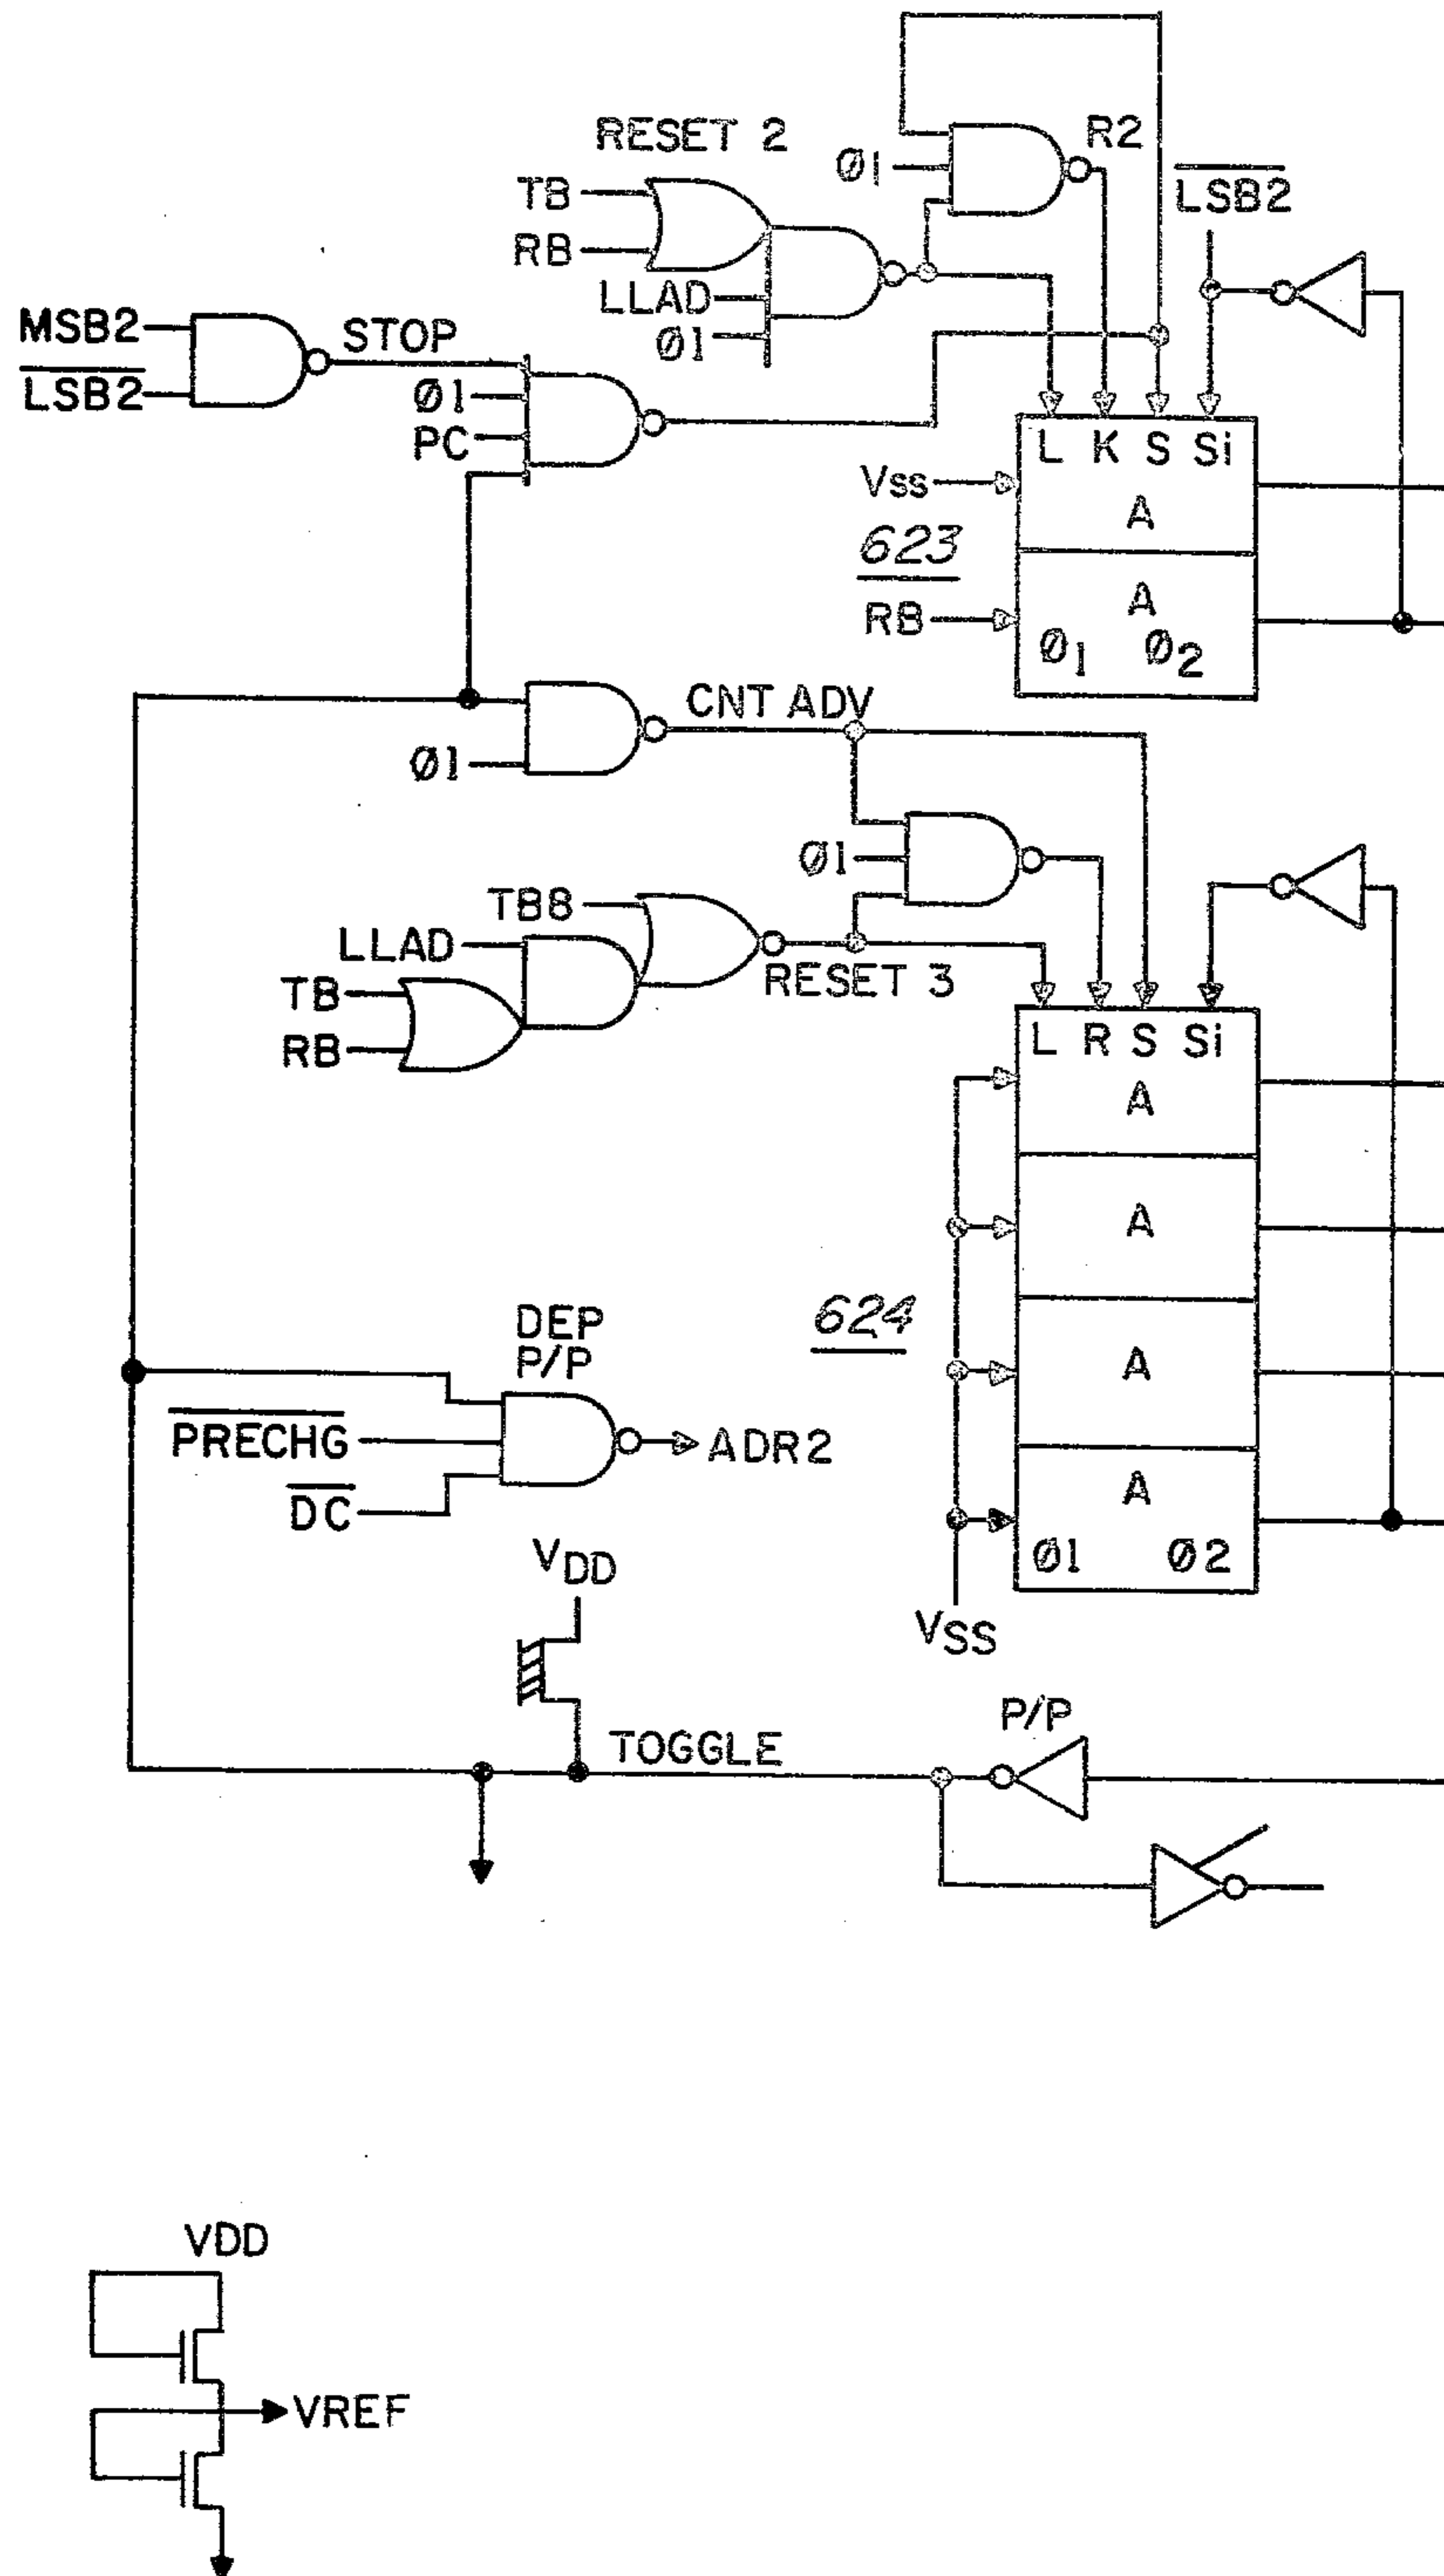 RESET 2
R2
Ø1
LSB2
TB
RB
LLAD
Ø1
MSB2
STOP
LSB2
Ø1
PC
L K S Si
Vss
A
623
RB
A
Ø1 Ø2
CNT ADV
Ø1
Ø1
TB8
LLAD
RESET 3
TB
RB
L R S Si
A
A
624
DEP
P/P
A
PRECHG
ADR2
DC
A
VDD
Ø1 Ø2
VSS
P/P
TOGGLE
VDD
VREF